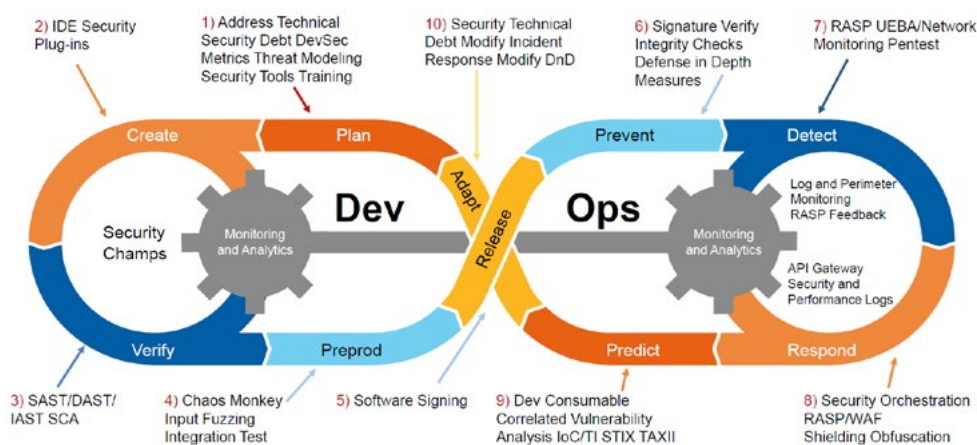 2) IDE Security
Plug-ins
1) Address Technical
Security Debt DevSec
Metrics Threat Modeling
Security Tools Training
10) Security Technical
Debt Modify Incident
Response Modify DnD
6) Signature Verify
Integrity Checks
Defense in Depth
Measures
7) RASP UEBA/Network
Monitoring Pentest
Create
Plan
Adapt
Release
Prevent
Detect
Security
Champs
Monitoring
and Analytics
Dev
Ops
Monitoring
and Analytics
Log and Perimeter
Monitoring
RASP Feedback
API Gateway
Security and
Performance Logs
Verify
Preprod
Predict
Respond
3) SAST/DAST/
IAST SCA
4) Chaos Monkey
Input Fuzzing
Integration Test
5) Software Signing
9) Dev Consumable
Correlated Vulnerability
Analysis IoC/TI STIX TAXII
8) Security Orchestration
RASP/WAF
Shielding Obfuscation